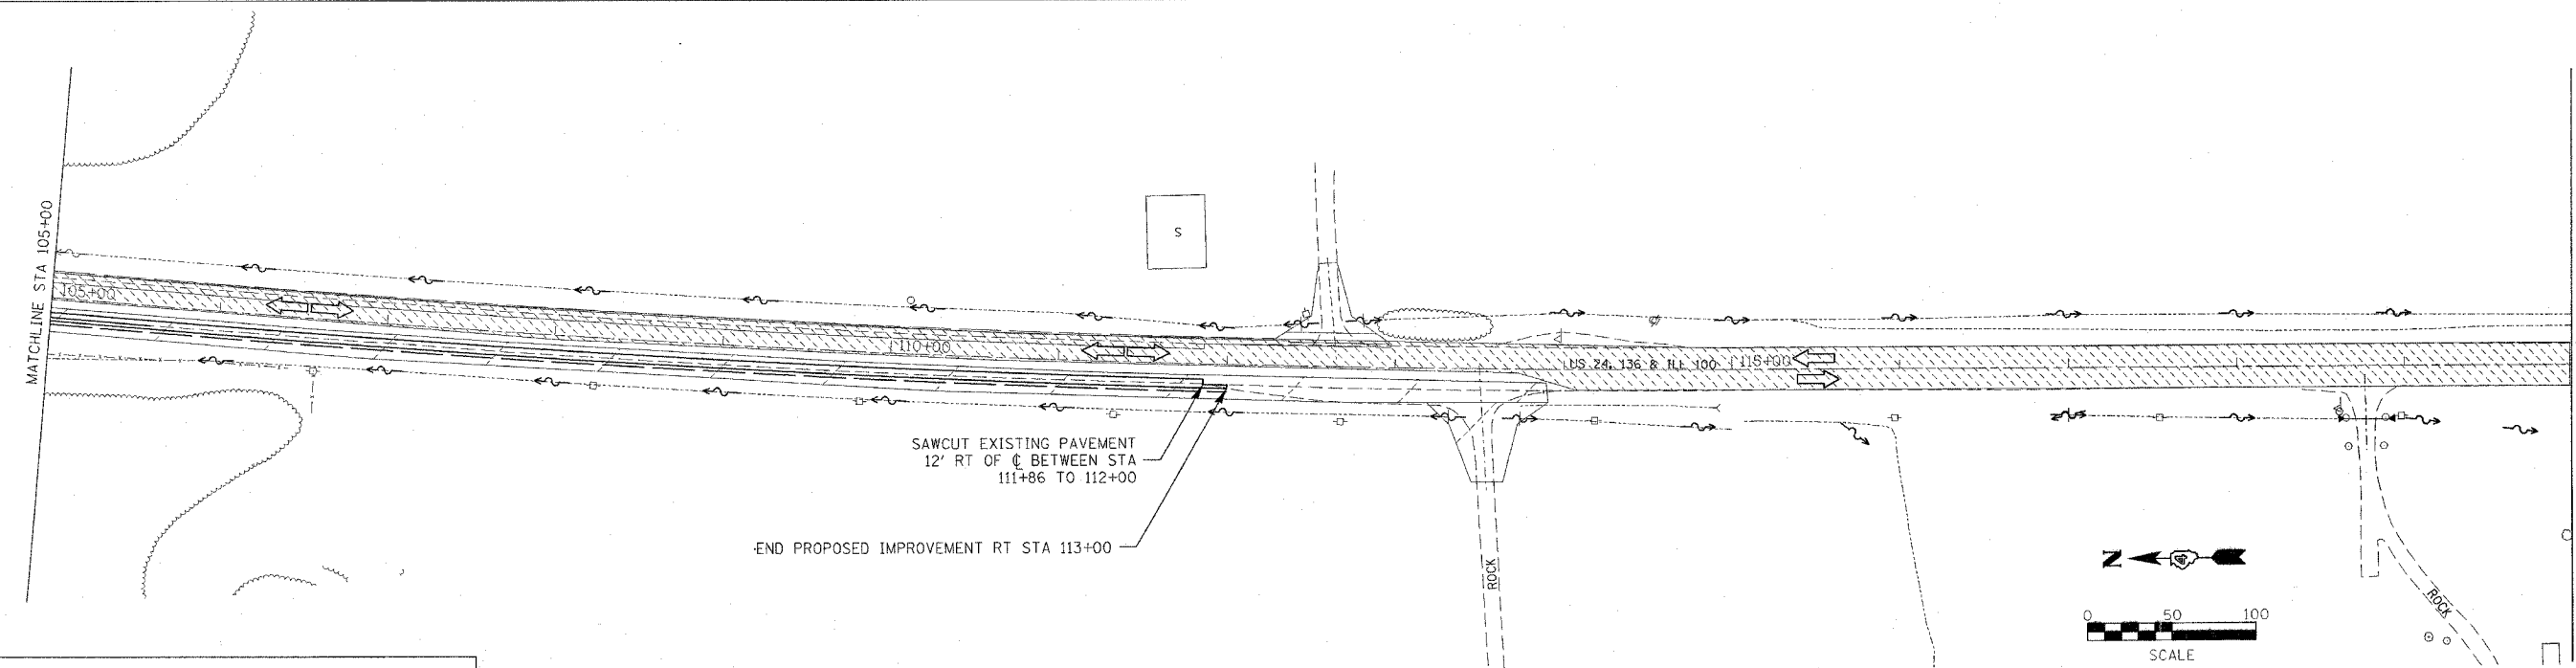 MATCHLINE STA 105+00
105+00
S
110+00
US 24, 136 & ILL 100
115+00
SAWCUT EXISTING PAVEMENT
12' RT OF ℄ BETWEEN STA
111+86 TO 112+00
END PROPOSED IMPROVEMENT RT STA 113+00
ROCK
ROCK
N
0 50 100
SCALE